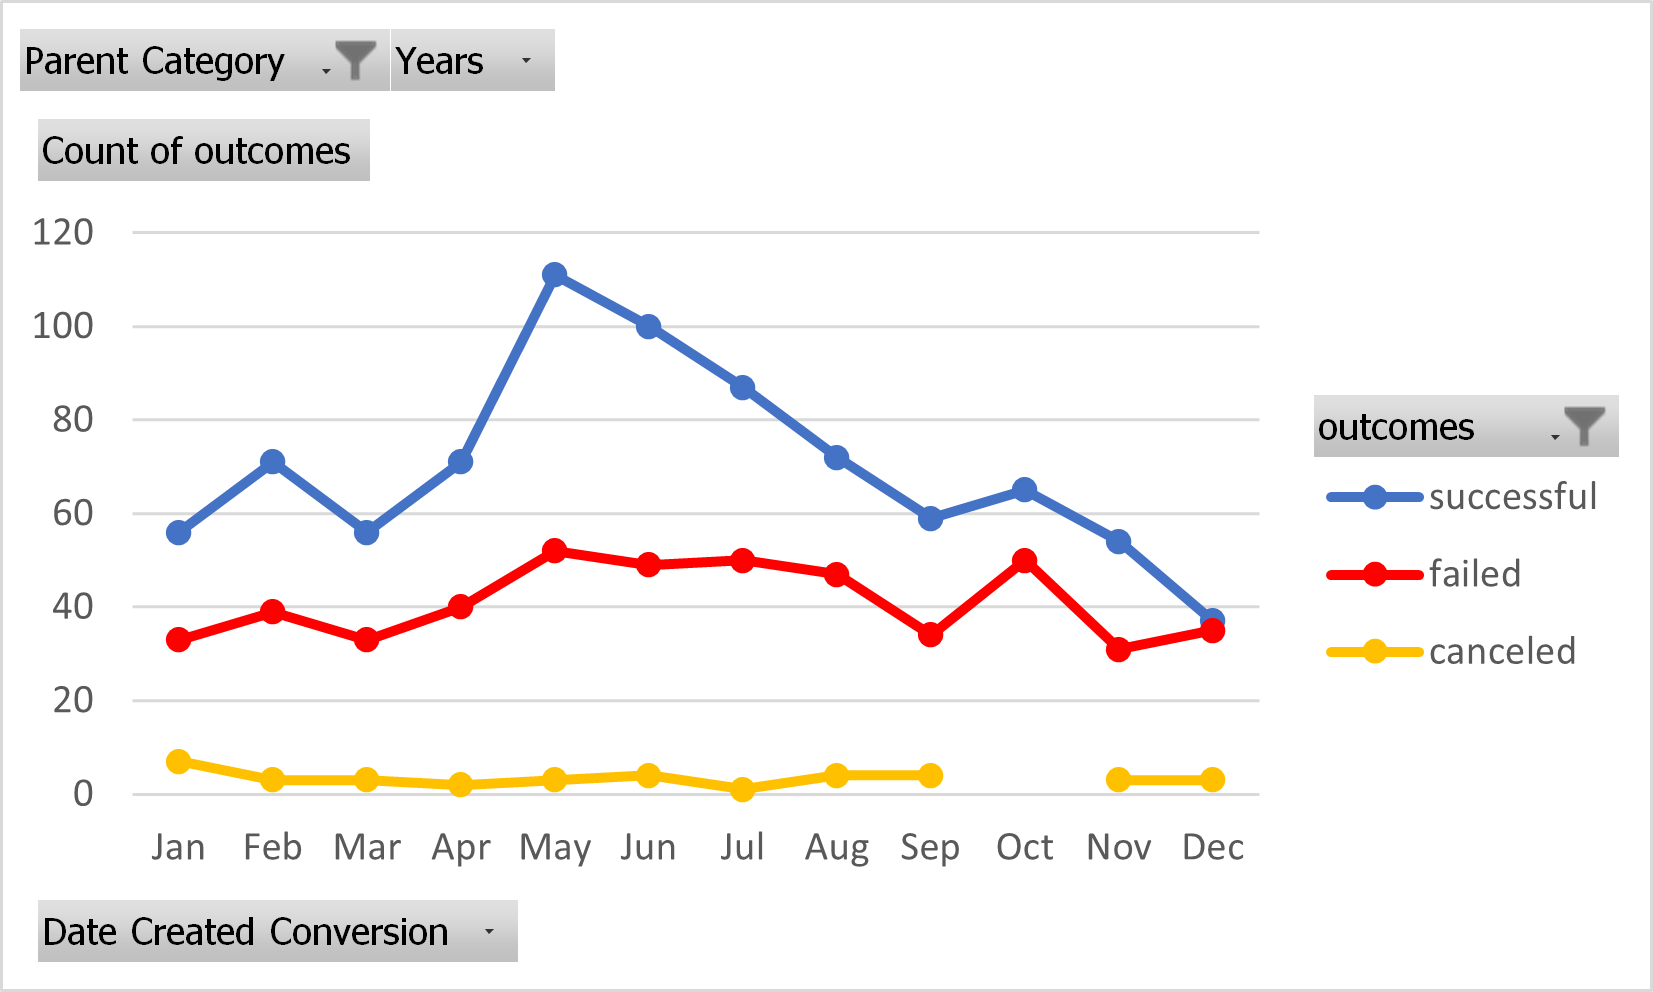 Parent Category Years
Count of outcomes
120
100
80
60
40
20
0
Jan Feb Mar Apr May Jun Jul Aug Sep Oct Nov Dec
outcomes
successful
failed
canceled
Date Created Conversion